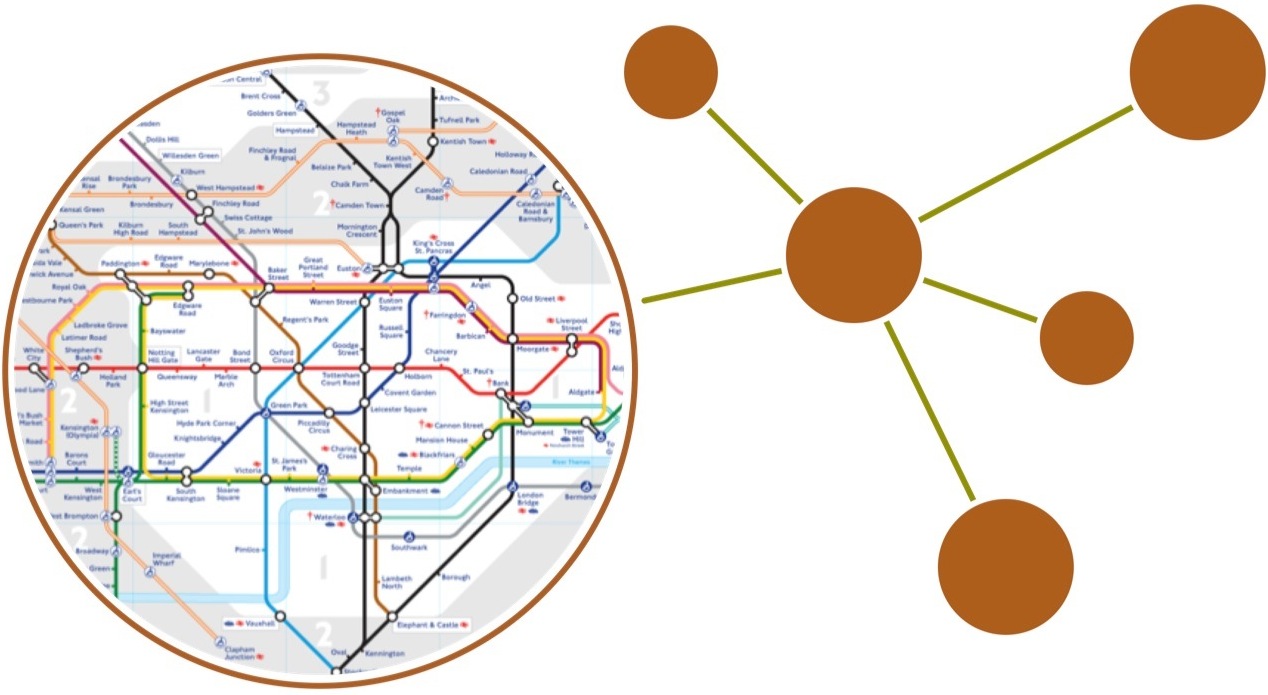 Brent Cross
Golders Green
Hampstead
3
Hampstead
Heath
Gospel
Oak
Tufnell Park
Kentish Town
Dollis Hill
Willesden Green
Kilburn
Finchley Road
& Frognal
Belsize Park
Kentish
Town West
Chalk Farm
Camden
Road
Caledonian Road
Caledonian
Road &
Barnsbury
Brondesbury
Park
West Hampstead
Brondesbury
Finchley Road
Swiss Cottage
St. John's Wood
2
Camden Town
Mornington
Crescent
Queen's Park
Kilburn
High Road
South
Hampstead
King's Cross
St. Pancras
Paddington
Edgware
Road
Marylebone
Baker
Street
Great
Portland
Street
Euston
Angel
Royal Oak
Edgware
Road
Warren Street
Euston
Square
Old Street
Farringdon
Liverpool
Street
Ladbroke Grove
Latimer Road
Bayswater
Regent's Park
Russell
Square
Barbican
Moorgate
White
City
Shepherd's
Bush
Holland
Park
Notting
Hill Gate
Queensway
Lancaster
Gate
Marble
Arch
Bond
Street
Oxford
Circus
Goodge
Street
Tottenham
Court Road
Holborn
Chancery
Lane
St. Paul's
Bank
Aldgate
2
1
High Street
Kensington
Hyde Park Corner
Knightsbridge
Green Park
Piccadilly
Circus
Leicester Square
Covent Garden
Cannon Street
Mansion House
Blackfriars
Monument
Tower
Hill
Kensington
(Olympia)
Barons
Court
Gloucester
Road
Victoria
St. James's
Park
Charing
Cross
Temple
River Thames
West
Kensington
Earl's
Court
South
Kensington
Sloane
Square
Westminster
Embankment
London
Bridge
West Brompton
Waterloo
Southwark
2
Imperial
Wharf
Pimlico
1
Lambeth
North
Borough
Vauxhall
Elephant & Castle
2
Clapham
Junction
Oval
Kennington